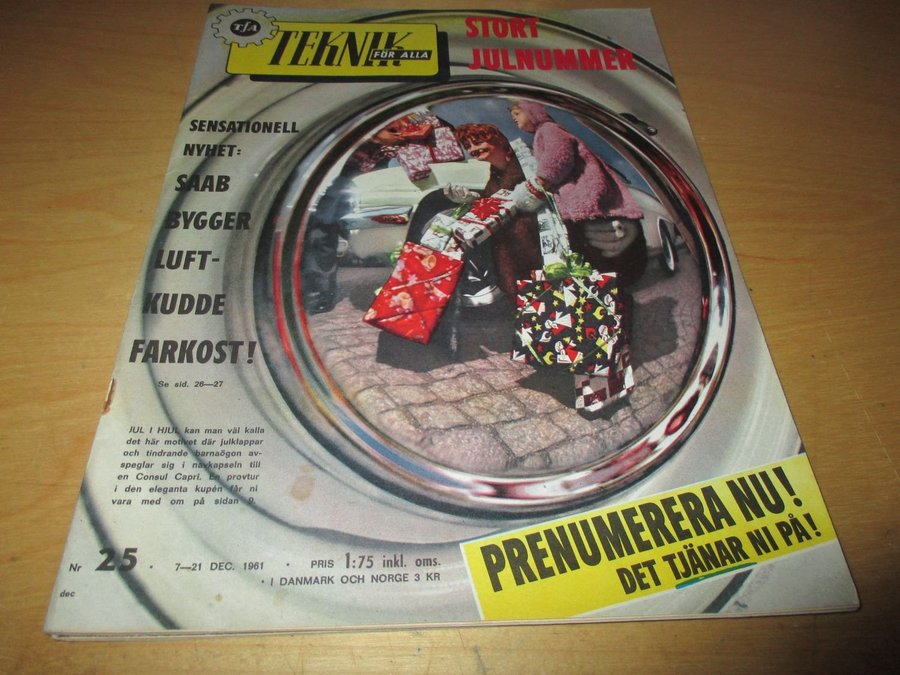 TfA
TEKNIK
FÖR ALLA
STORT
JULNUMMER
SENSATIONELL
NYHET:
SAAB
BYGGER
LUFT-
KUDDE
FARKOST!
Se sid. 26—27
JUL I HJUL kan man väl kalla
det här motivet där julklappar
och tindrande barnaögon av-
speglar sig i navkapseln till
en Consul Capri. En provtur
i den eleganta kupén får ni
vara med om på sidan 9.
PRENUMERERA NU!
DET TJÄNAR NI PÅ!
Nr 25 · 7—21 DEC. 1961 · PRIS 1:75 inkl. oms.
· I DANMARK OCH NORGE 3 KR
dec